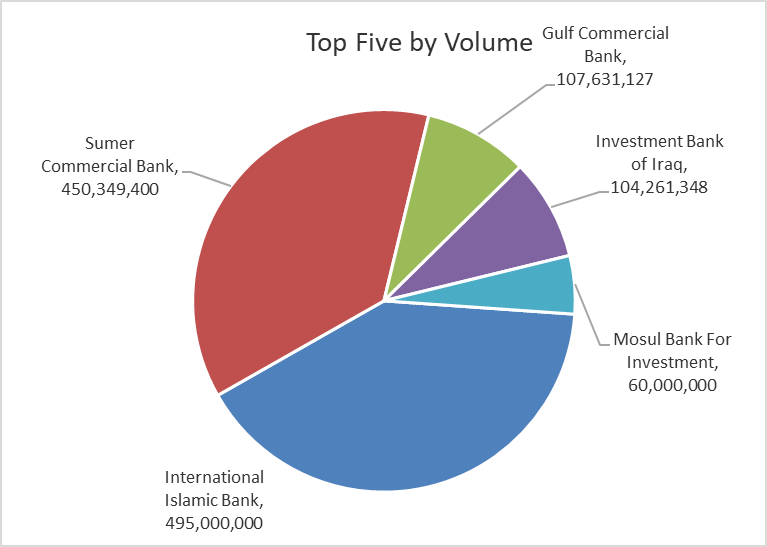 Top Five by Volume
Gulf Commercial
Bank,
107,631,127
Sumer
Commercial Bank,
450,349,400
Investment Bank
of Iraq,
104,261,348
Mosul Bank For
Investment,
60,000,000
International
Islamic Bank,
495,000,000